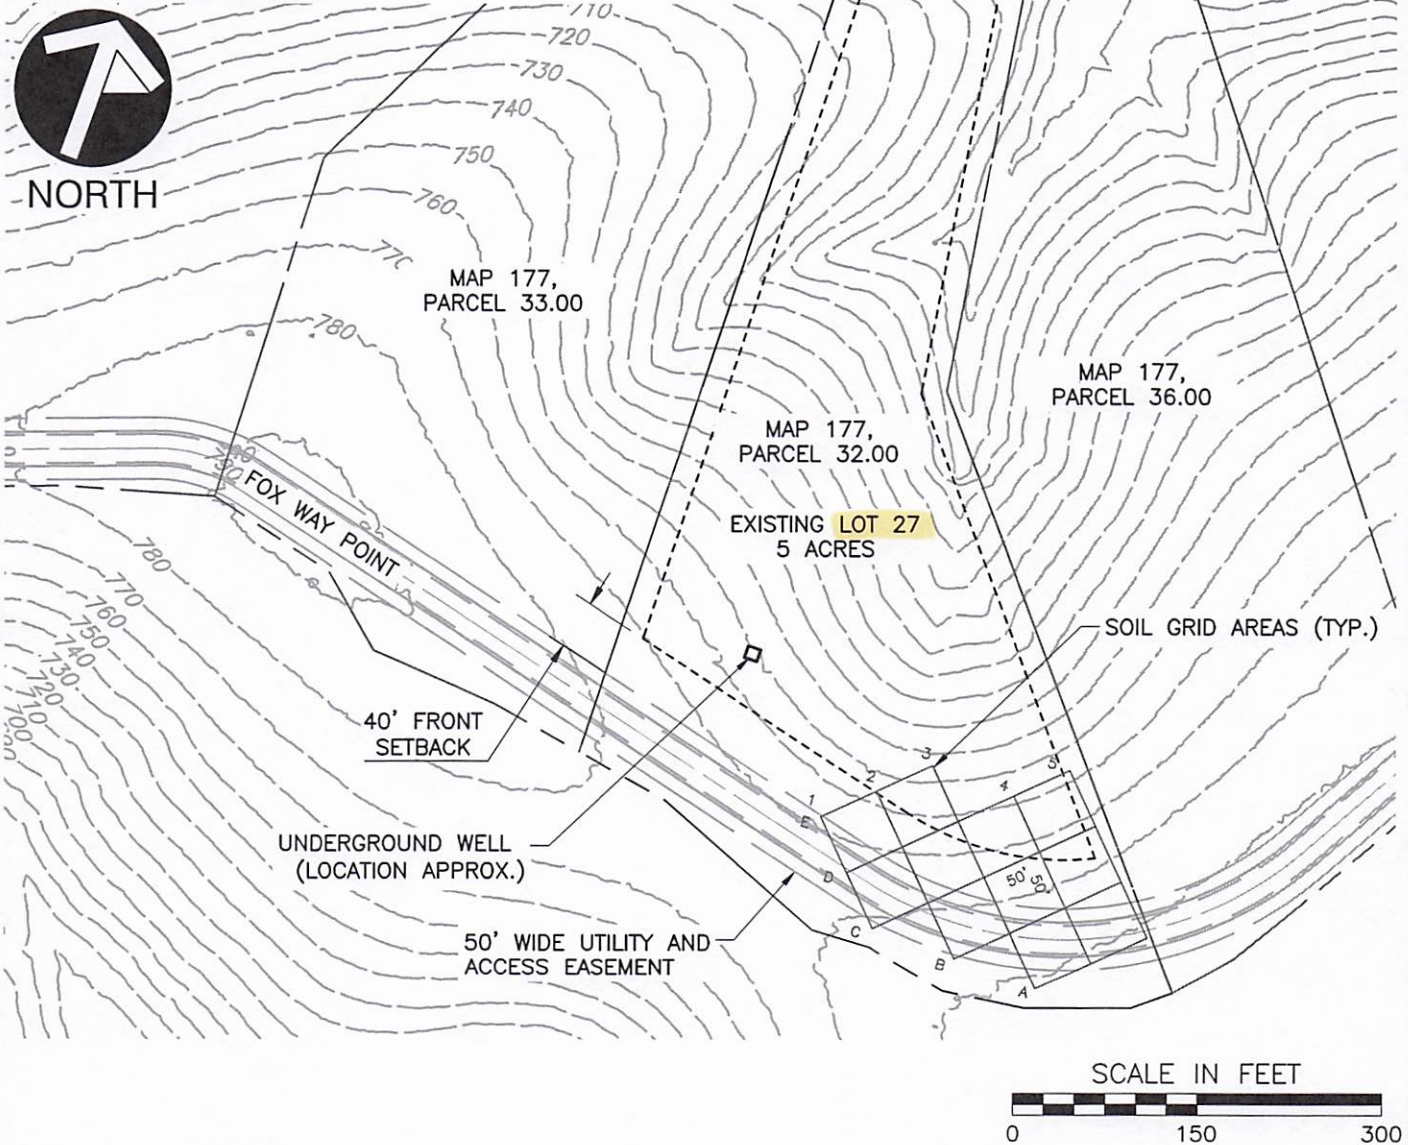 710
720
730
740
750
760
770
780
NORTH
MAP 177,
PARCEL 33.00
MAP 177,
PARCEL 36.00
MAP 177,
PARCEL 32.00
EXISTING LOT 27
5 ACRES
790
790
FOX WAY POINT
780
770
760
750
740
730
720
710
700
SOIL GRID AREAS (TYP.)
40' FRONT
SETBACK
UNDERGROUND WELL
(LOCATION APPROX.)
50' WIDE UTILITY AND
ACCESS EASEMENT
1
2
3
4
5
E
D
C
B
A
50'
50'
SCALE IN FEET
0 150 300